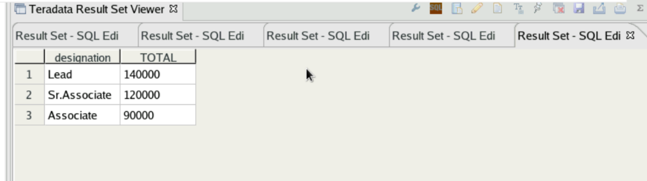 Teradata Result Set Viewer
Result Set - SQL Edi Result Set - SQL Edi Result Set - SQL Edi Result Set - SQL Edi Result Set - SQL Edi
designation TOTAL
1 Lead 140000
2 Sr.Associate 120000
3 Associate 90000